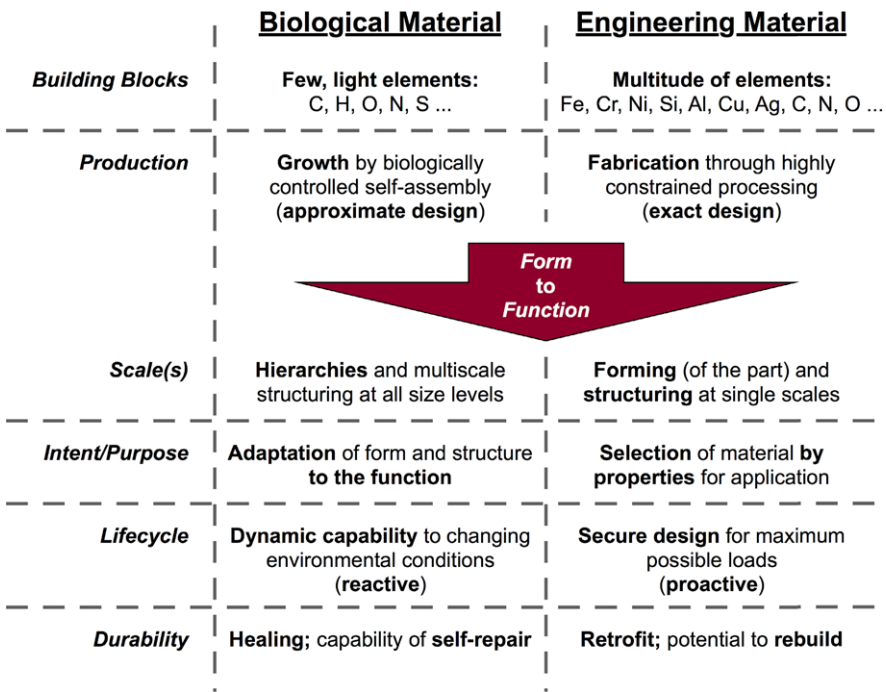 Biological Material Engineering Material
Building Blocks Few, light elements: Multitude of elements:
C, H, O, N, S ... Fe, Cr, Ni, Si, Al, Cu, Ag, C, N, O ...
Production Growth by biologically Fabrication through highly
controlled self-assembly constrained processing
(approximate design) (exact design)
Form
to
Function
Scale(s) Hierarchies and multiscale Forming (of the part) and
structuring at all size levels structuring at single scales
Intent/Purpose Adaptation of form and structure Selection of material by
to the function properties for application
Lifecycle Dynamic capability to changing Secure design for maximum
environmental conditions possible loads
(reactive) (proactive)
Durability Healing; capability of self-repair Retrofit; potential to rebuild